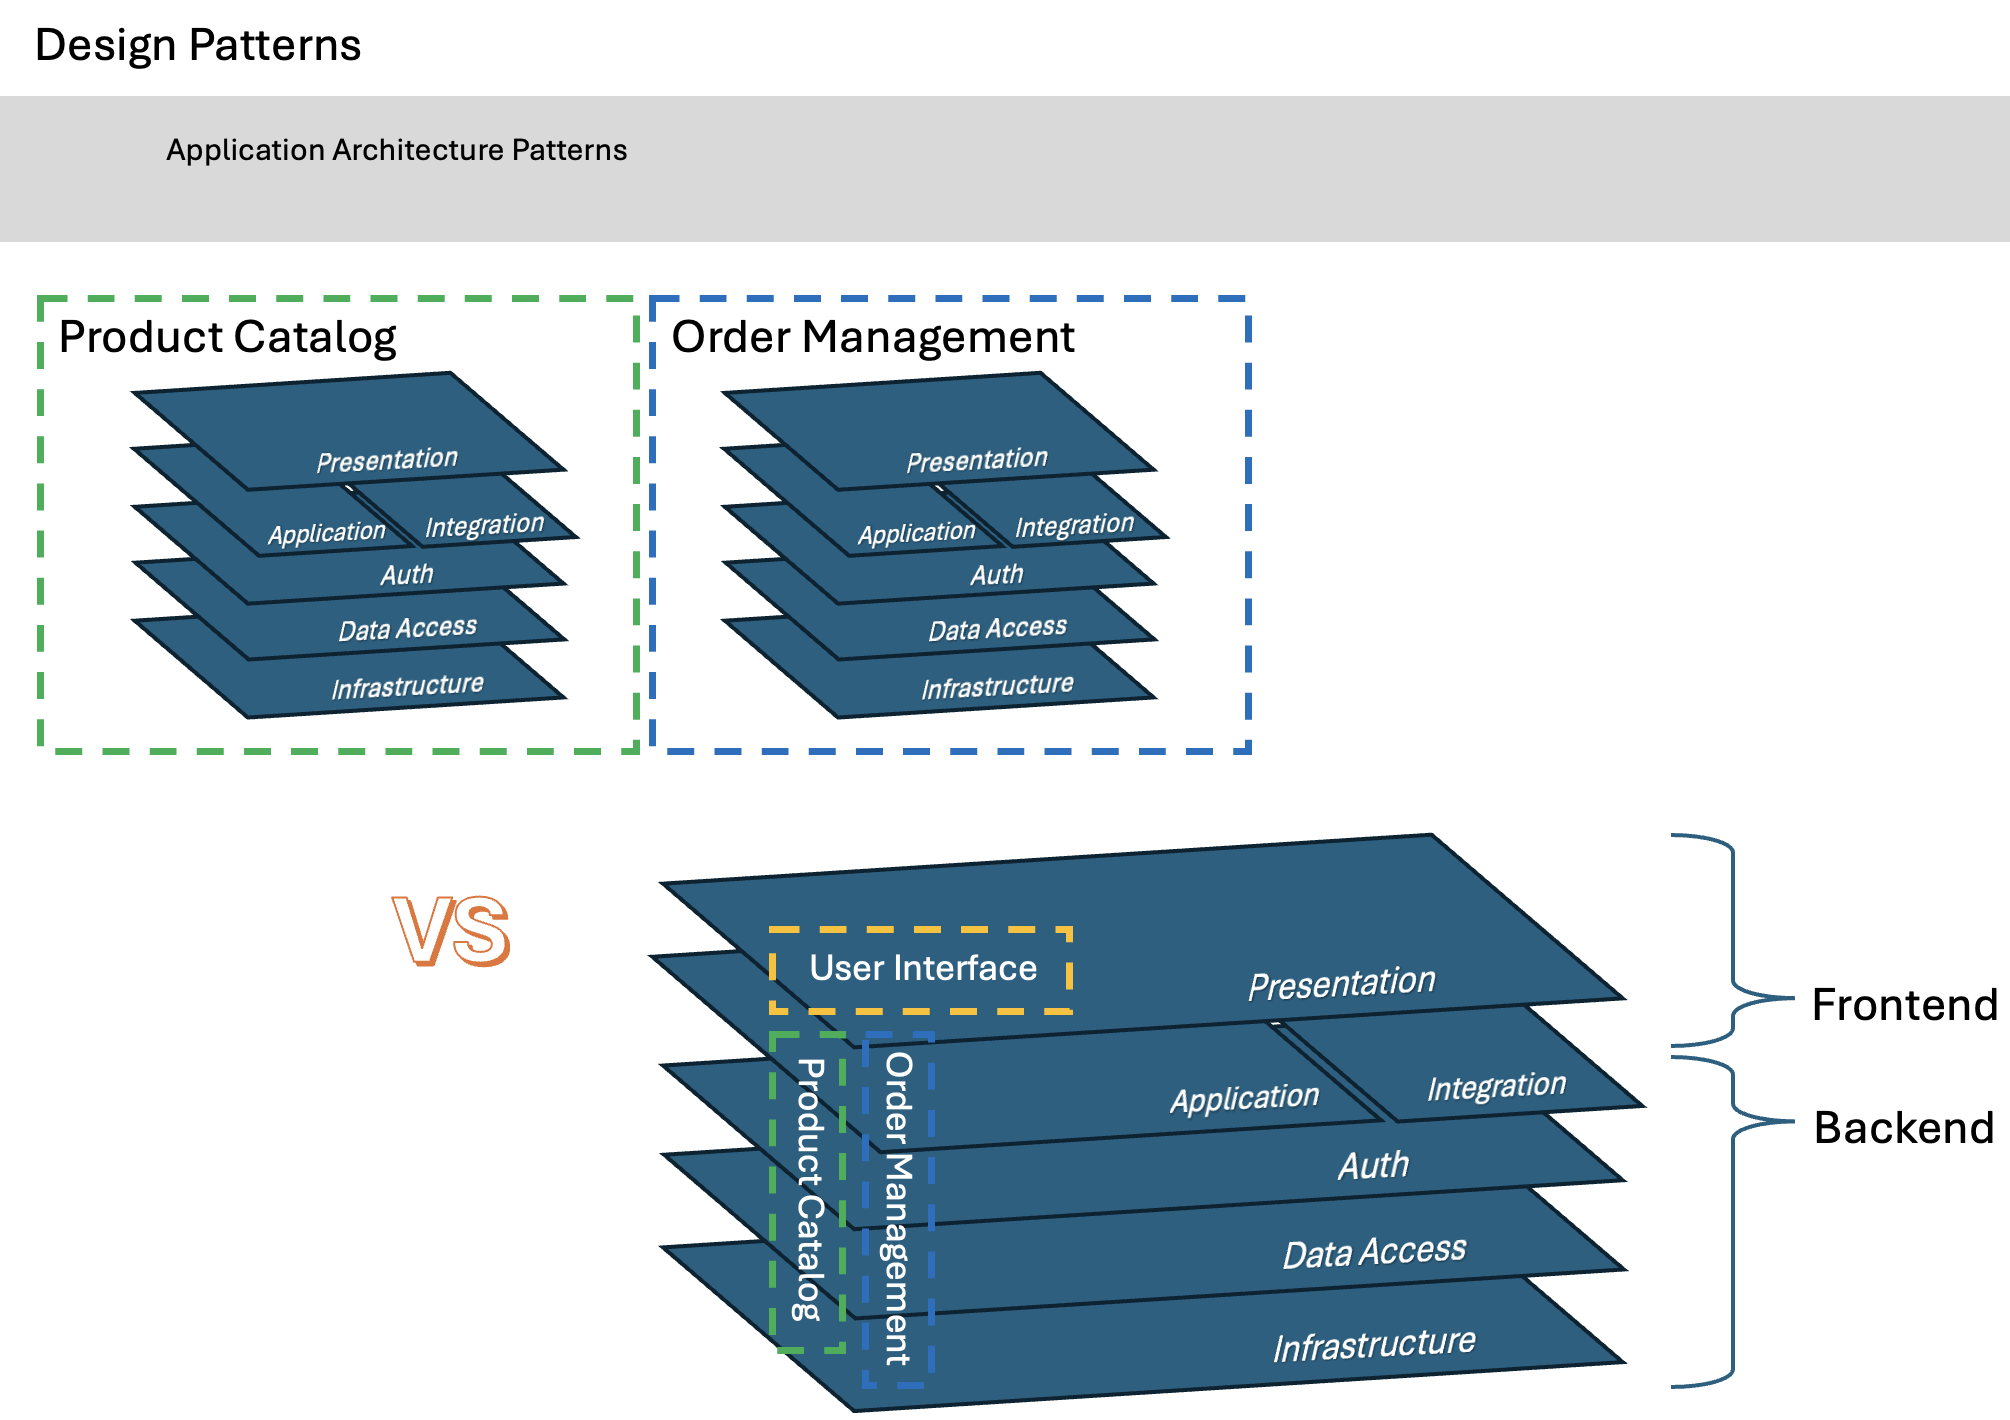 Design Patterns
Application Architecture Patterns
Product Catalog
Presentation
Application
Integration
Auth
Data Access
Infrastructure
Order Management
Presentation
Application
Integration
Auth
Data Access
Infrastructure
VS
User Interface
Presentation
Product Catalog
Order Management
Application
Integration
Auth
Data Access
Infrastructure
Frontend
Backend